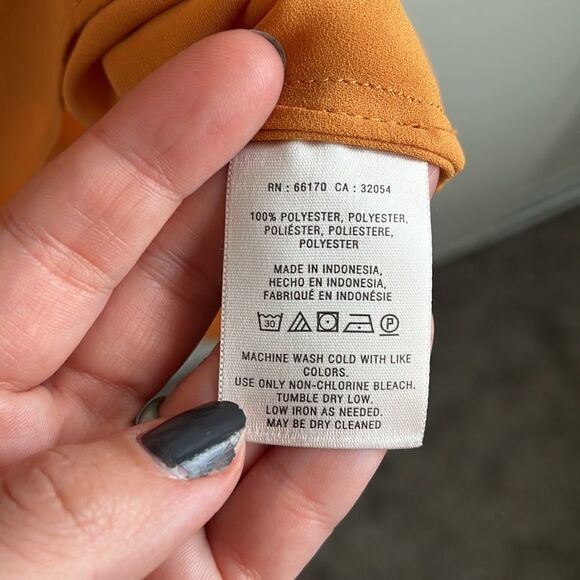 RN : 66170 CA : 32054
100% POLYESTER, POLYESTER,
POLIÉSTER, POLIESTERE,
POLYESTER
MADE IN INDONESIA,
HECHO EN INDONESIA,
FABRIQUÉ EN INDONÉSIE
30 P
MACHINE WASH COLD WITH LIKE
COLORS.
USE ONLY NON-CHLORINE BLEACH.
TUMBLE DRY LOW.
LOW IRON AS NEEDED.
MAY BE DRY CLEANED